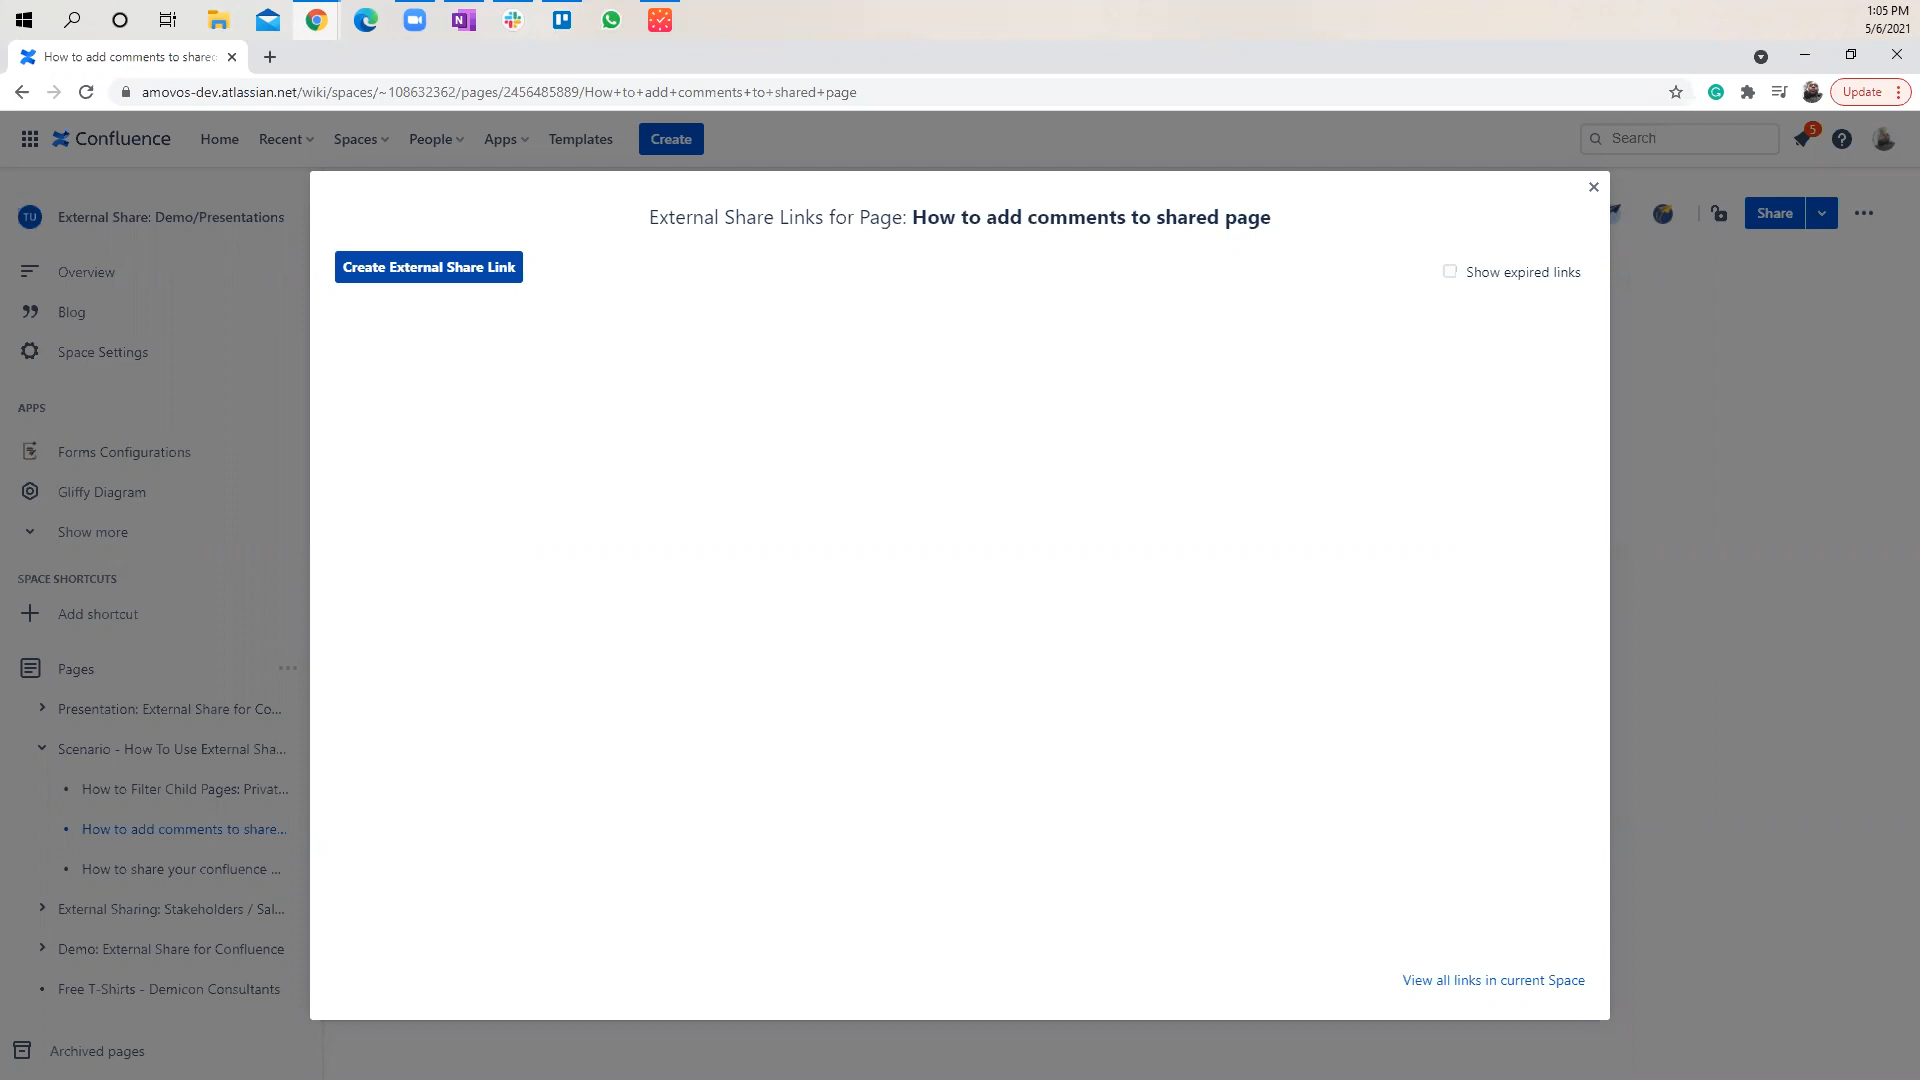 1:05 PM
5/6/2021
How to add comments to share
amovos-dev.atlassian.net/wiki/spaces/~108632362/pages/2456485889/How+to+add+comments+to+shared+page
Update
Confluence
Home
Recent
Spaces
People
Apps
Templates
Create
Search
5
TU
External Share: Demo/Presentations
Share
External Share Links for Page: How to add comments to shared page
Create External Share Link
Show expired links
Overview
Blog
Space Settings
APPS
Forms Configurations
Gliffy Diagram
Show more
SPACE SHORTCUTS
Add shortcut
Pages
Presentation: External Share for Co...
Scenario - How To Use External Sha...
How to Filter Child Pages: Privat...
How to add comments to share...
How to share your confluence ...
External Sharing: Stakeholders / Sal...
Demo: External Share for Confluence
Free T-Shirts - Demicon Consultants
Archived pages
View all links in current Space